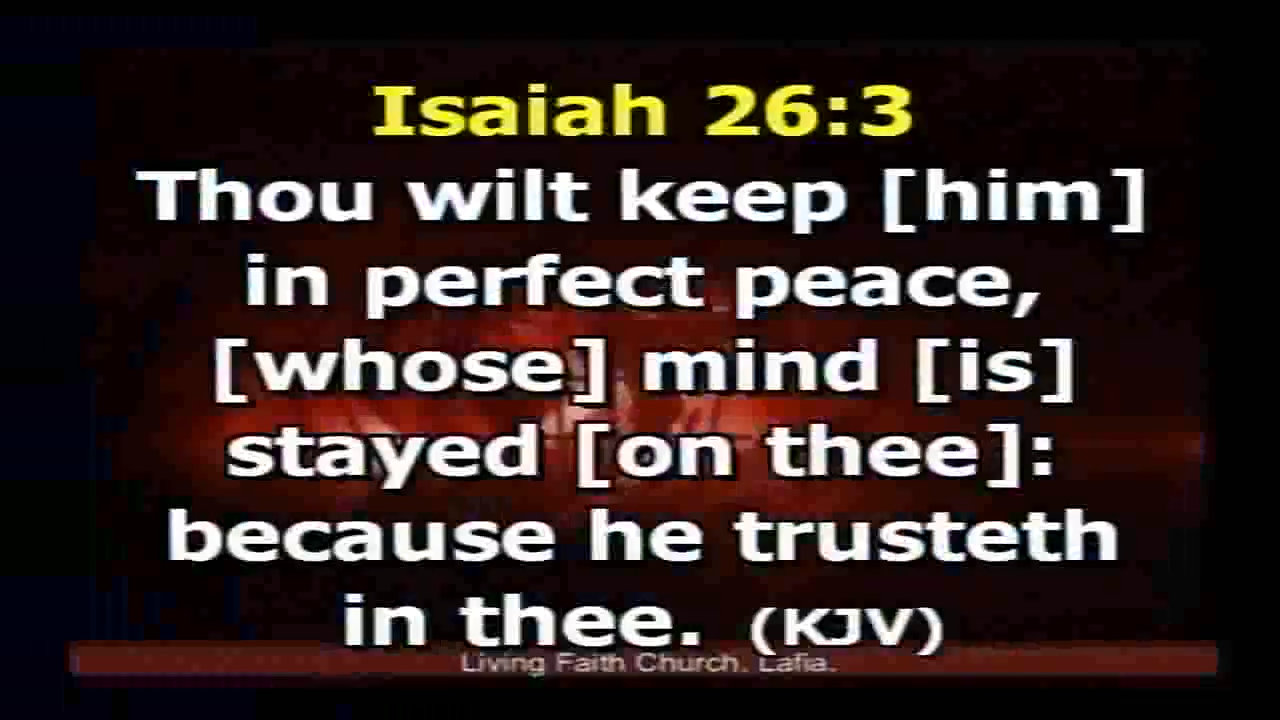 Isaiah 26:3
Thou wilt keep [him]
in perfect peace,
[whose] mind [is]
stayed [on thee]:
because he trusteth
in thee. (KJV)
Living Faith Church. Lafia.